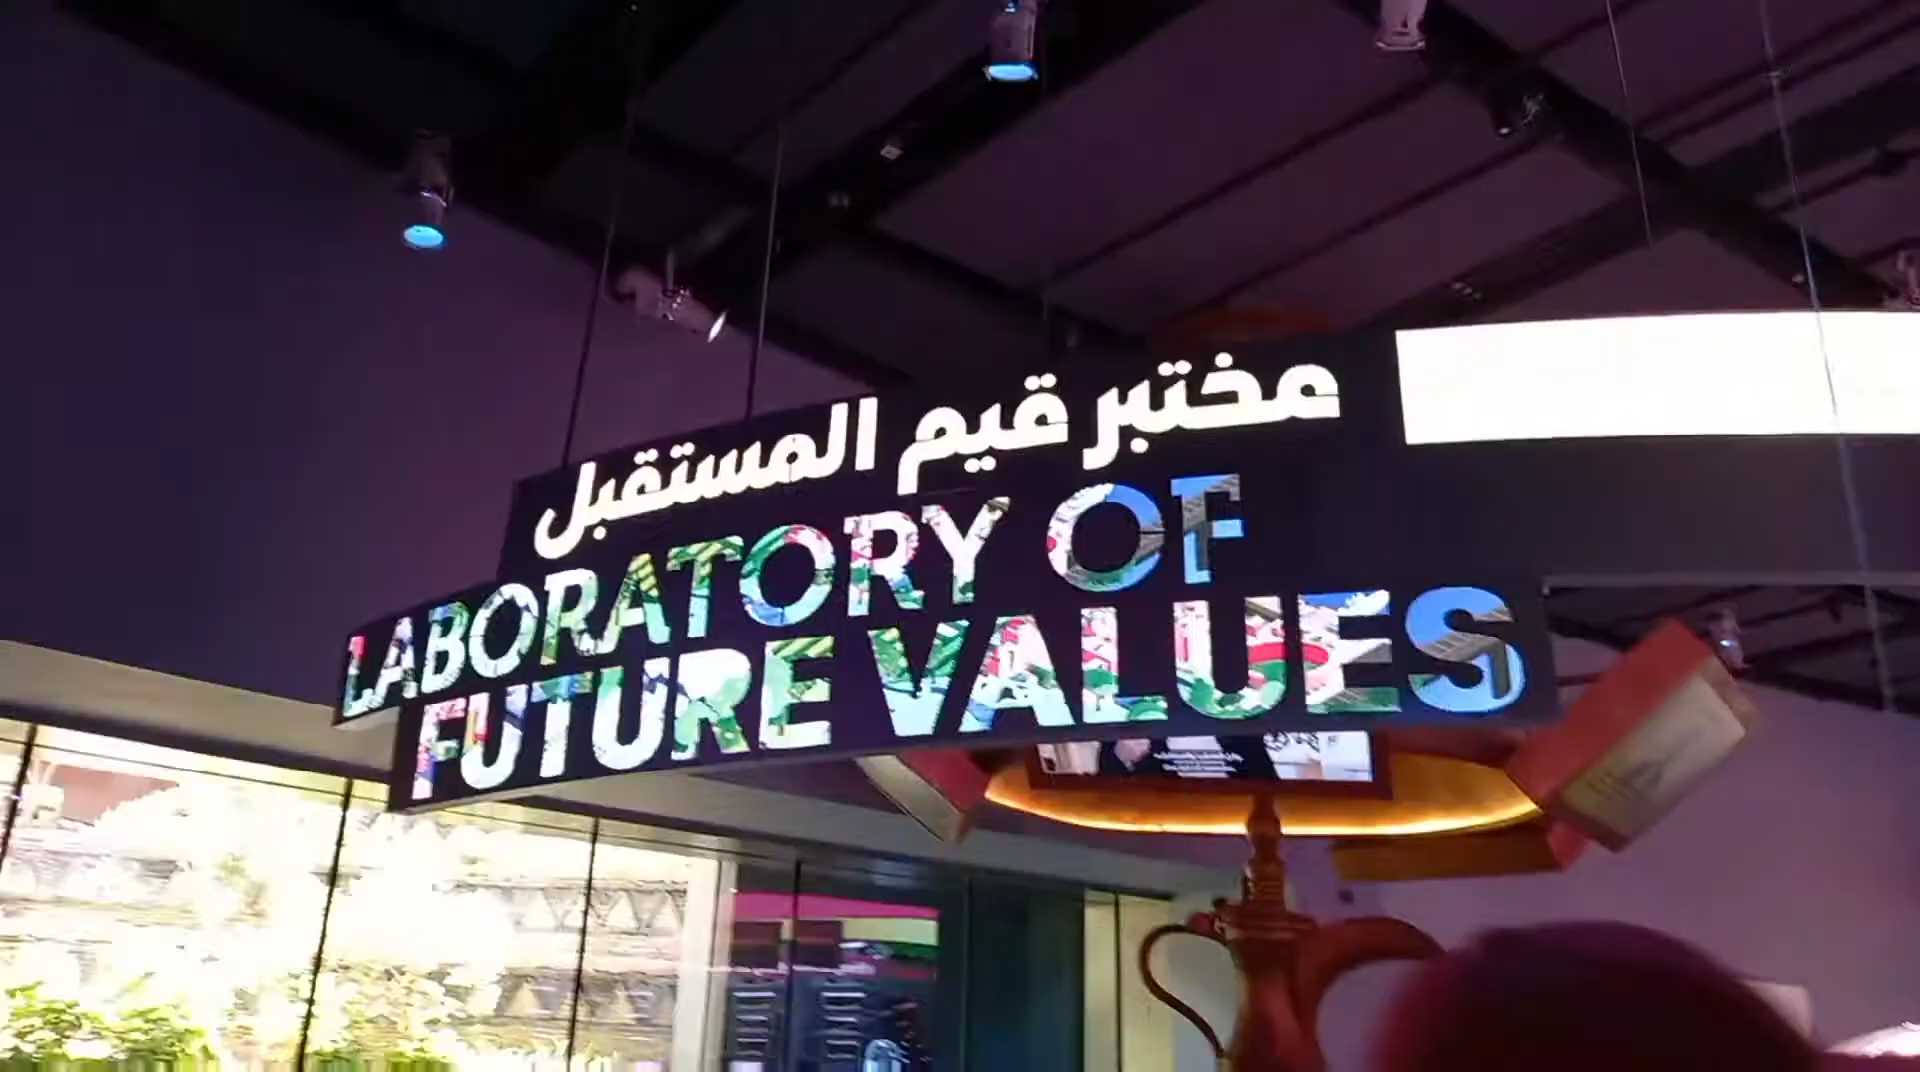 مختبر قيم المستقبل
LABORATORY OF
FUTURE VALUES